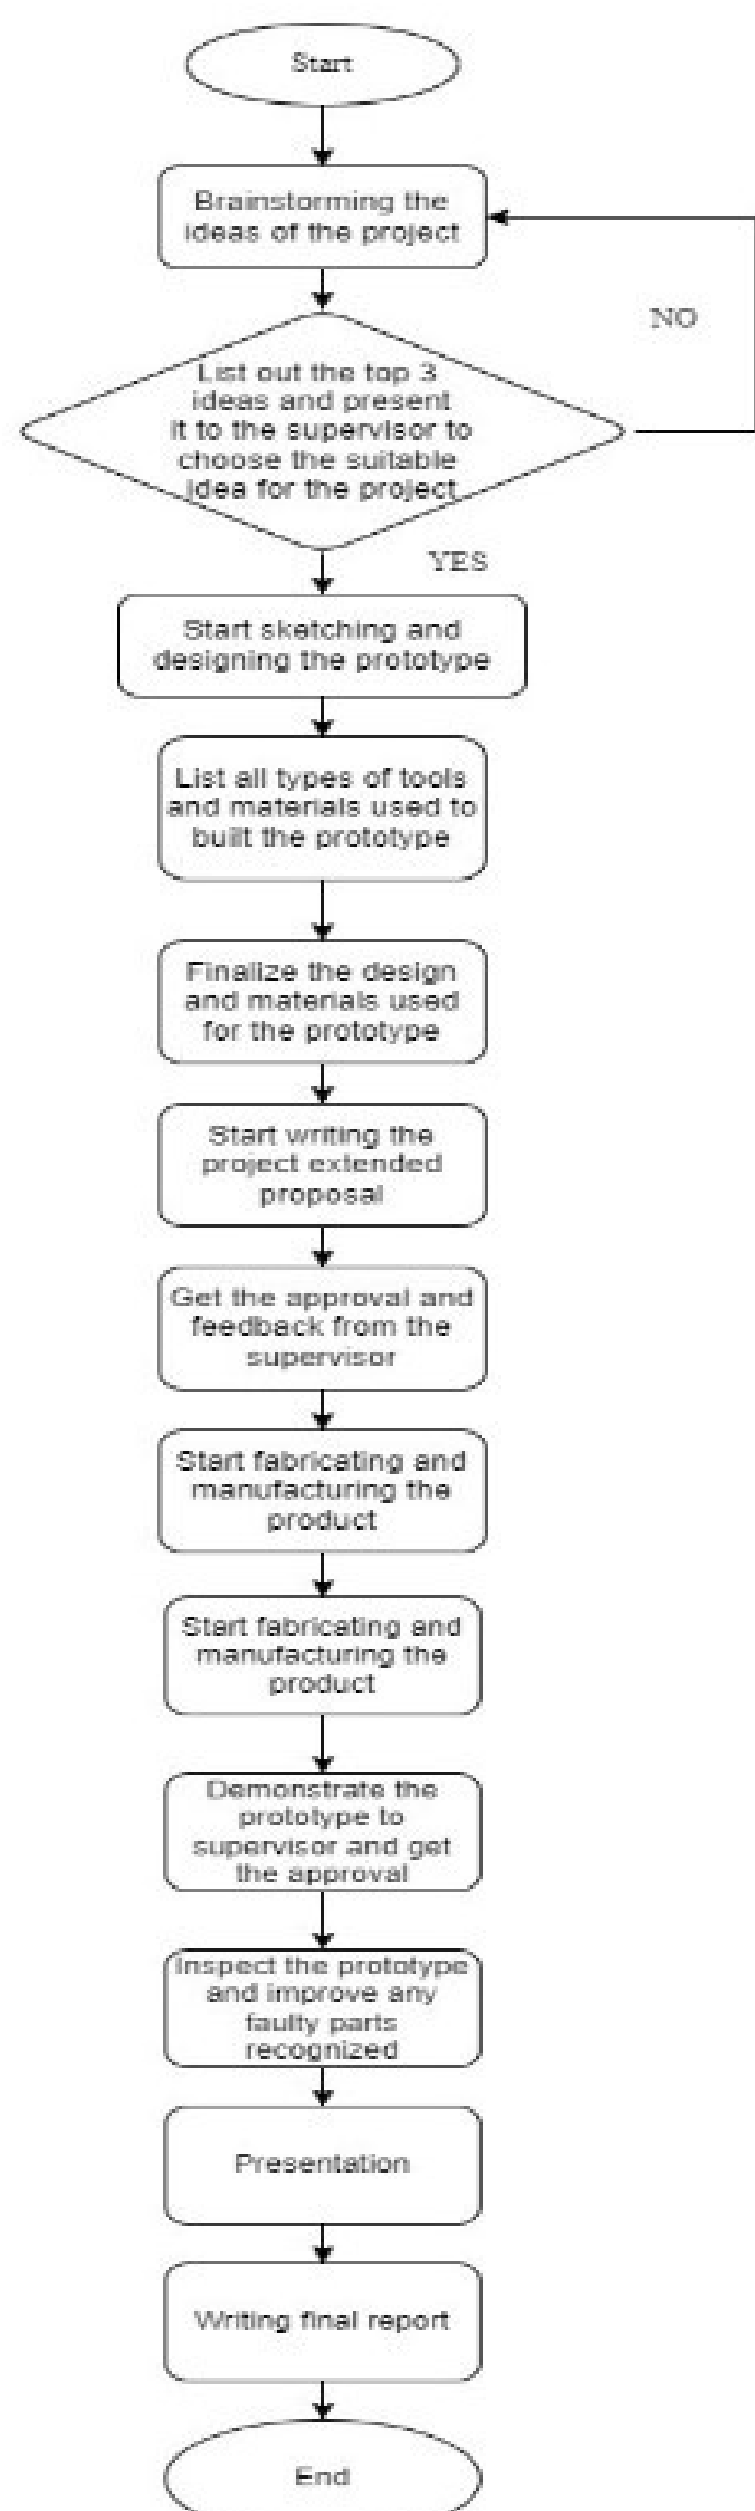 Start
Brainstorming the
ideas of the project
NO
List out the top 3
ideas and present
it to the supervisor to
choose the suitable
idea for the project
YES
Start sketching and
designing the prototype
List all types of tools
and materials used to
built the prototype
Finalize the design
and materials used
for the prototype
Start writing the
project extended
proposal
Get the approval and
feedback from the
supervisor
Start fabricating and
manufacturing the
product
Start fabricating and
manufacturing the
product
Demonstrate the
prototype to
supervisor and get
the approval
Inspect the prototype
and improve any
faulty parts
recognized
Presentation
Writing final report
End